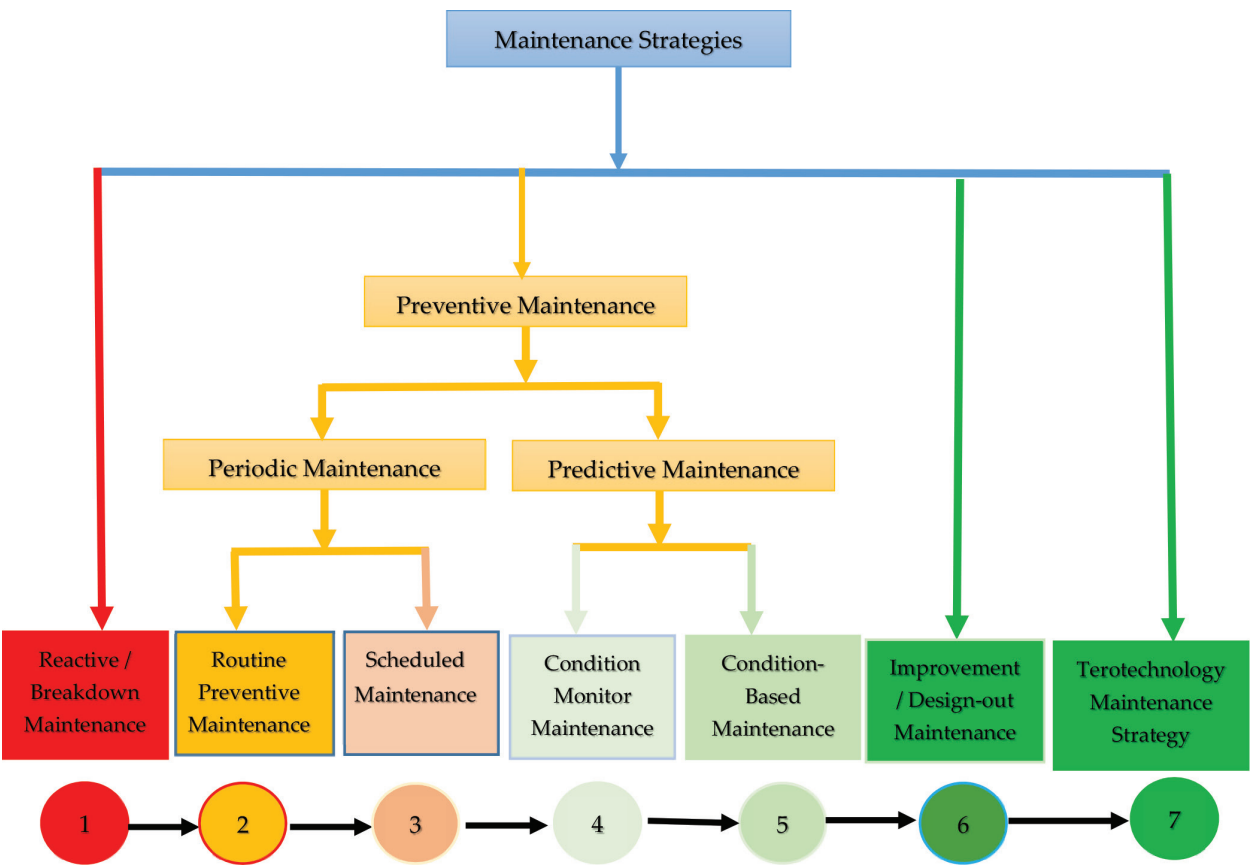 Maintenance Strategies
Preventive Maintenance
Periodic Maintenance
Predictive Maintenance
Reactive /
Breakdown
Maintenance
Routine
Preventive
Maintenance
Scheduled
Maintenance
Condition
Monitor
Maintenance
Condition-
Based
Maintenance
Improvement
/ Design-out
Maintenance
Terotechnology
Maintenance
Strategy
1
2
3
4
5
6
7